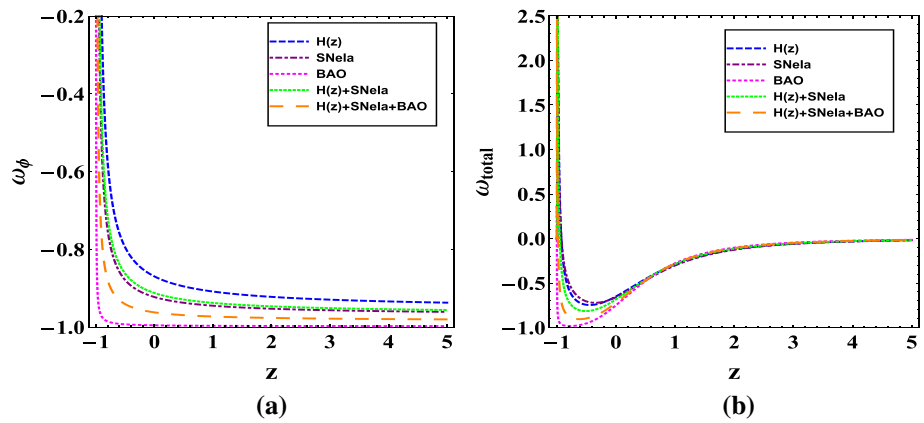 −0.2
−0.4
−0.6
−0.8
−1.0
ωϕ
H(z)
SNeIa
BAO
H(z)+SNeIa
H(z)+SNeIa+BAO
−1 0 1 2 3 4 5
z
(a)
2.5
2.0
1.5
1.0
0.5
0.0
−0.5
−1.0
ωtotal
H(z)
SNeIa
BAO
H(z)+SNeIa
H(z)+SNeIa+BAO
−1 0 1 2 3 4 5
z
(b)